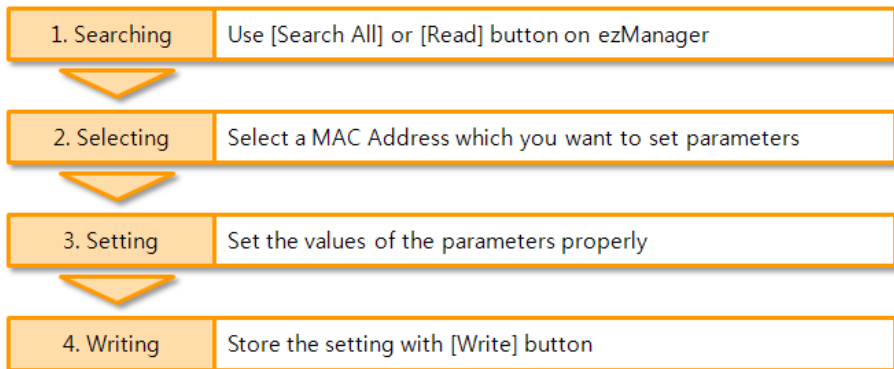 1. Searching Use [Search All] or [Read] button on ezManager
2. Selecting Select a MAC Address which you want to set parameters
3. Setting Set the values of the parameters properly
4. Writing Store the setting with [Write] button